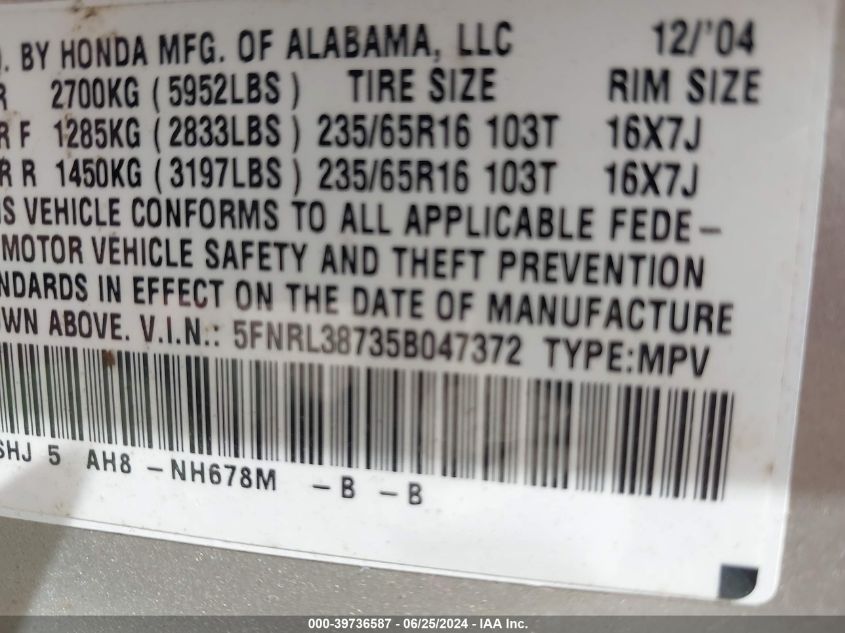 . BY HONDA MFG. OF ALABAMA, LLC 12/'04
R 2700KG (5952LBS) TIRE SIZE RIM SIZE
R F 1285KG (2833LBS) 235/65R16 103T 16X7J
R R 1450KG (3197LBS) 235/65R16 103T 16X7J
S VEHICLE CONFORMS TO ALL APPLICABLE FEDE-
MOTOR VEHICLE SAFETY AND THEFT PREVENTION
NDARDS IN EFFECT ON THE DATE OF MANUFACTURE
OWN ABOVE. V.I.N.: 5FNRL38735B047372 TYPE:MPV
SHJ 5 AH8 -NH678M -B -B
000-39736587 - 06/25/2024 - IAA Inc.